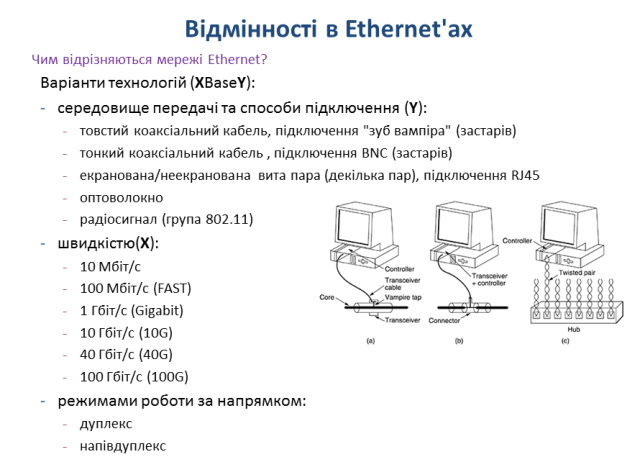 Відмінності в Ethernet'ах
Чим відрізняються мережі Ethernet?
Варіанти технологій (XBaseY):
- середовище передачі та способи підключення (Y):
- товстий коаксіальний кабель, підключення "зуб вампіра" (застарів)
- тонкий коаксіальний кабель , підключення BNC (застарів)
- екранована/неекранована вита пара (декілька пар), підключення RJ45
- оптоволокно
- радіосигнал (група 802.11)
- швидкістю(X):
- 10 Мбіт/с
- 100 Мбіт/с (FAST)
- 1 Гбіт/с (Gigabit)
- 10 Гбіт/с (10G)
- 40 Гбіт/с (40G)
- 100 Гбіт/с (100G)
- режимами роботи за напрямком:
- дуплекс
- напівдуплекс
Controller
Transceiver
cable
Core
Vampire tap
Transceiver
(a)
Transceiver
+ controller
Connector
(b)
Controller
Twisted pair
Hub
(c)